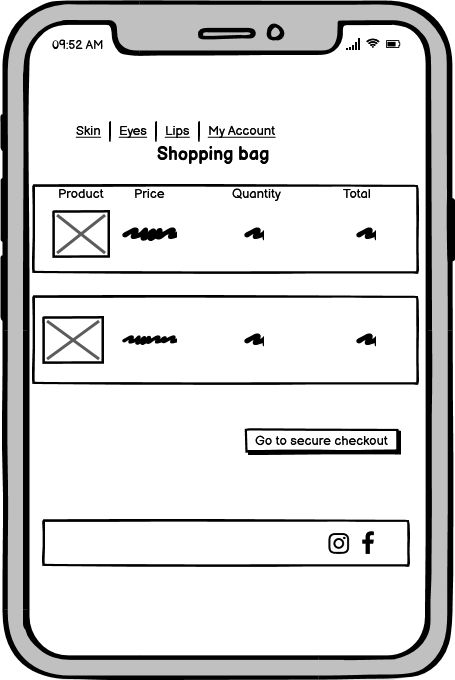 09:52 AM
Skin | Eyes | Lips | My Account
Shopping bag
Product Price Quantity Total
Go to secure checkout